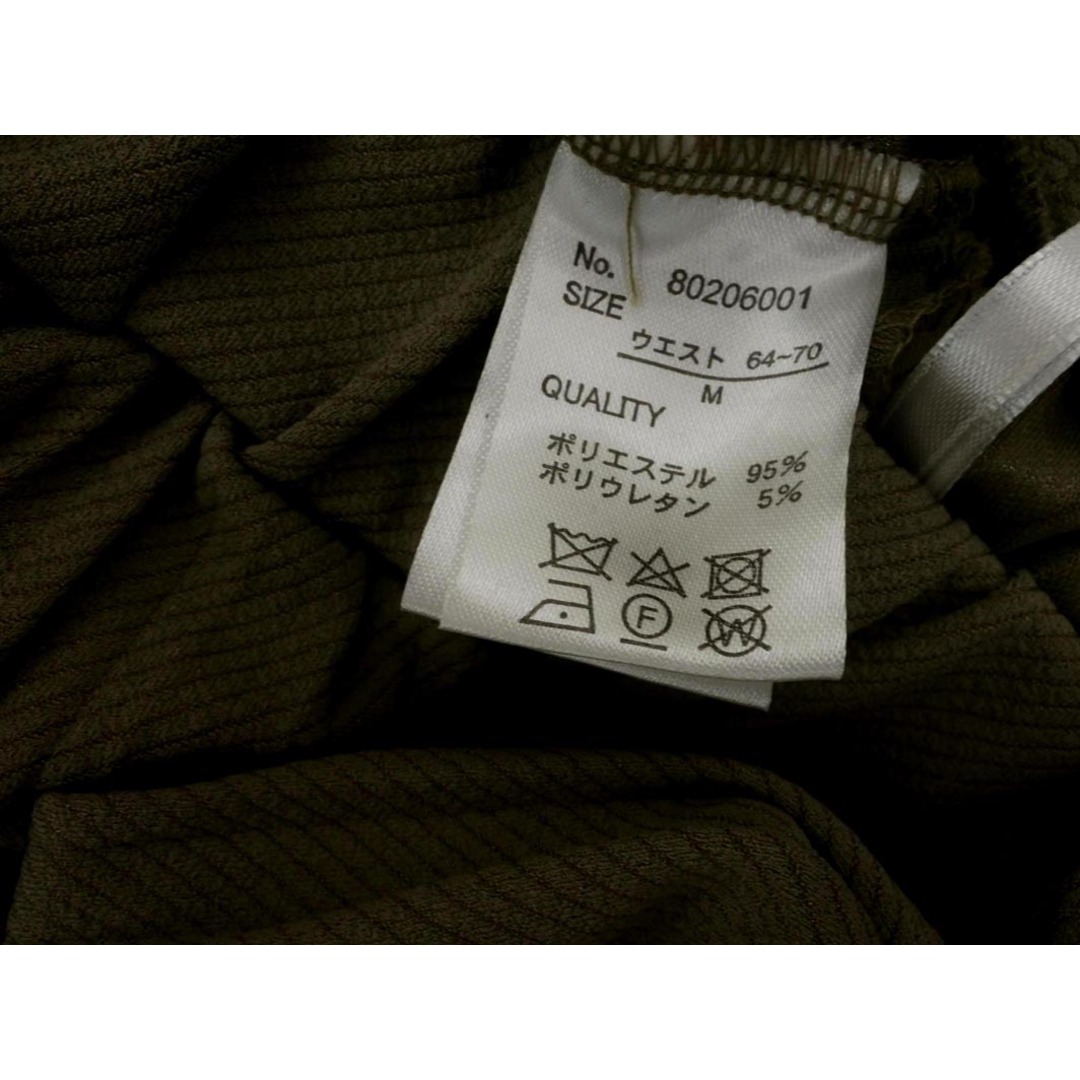 No. 80206001
SIZE
ウエスト 64~70
M
QUALITY
ポリエステル 95%
ポリウレタン 5%
F
W